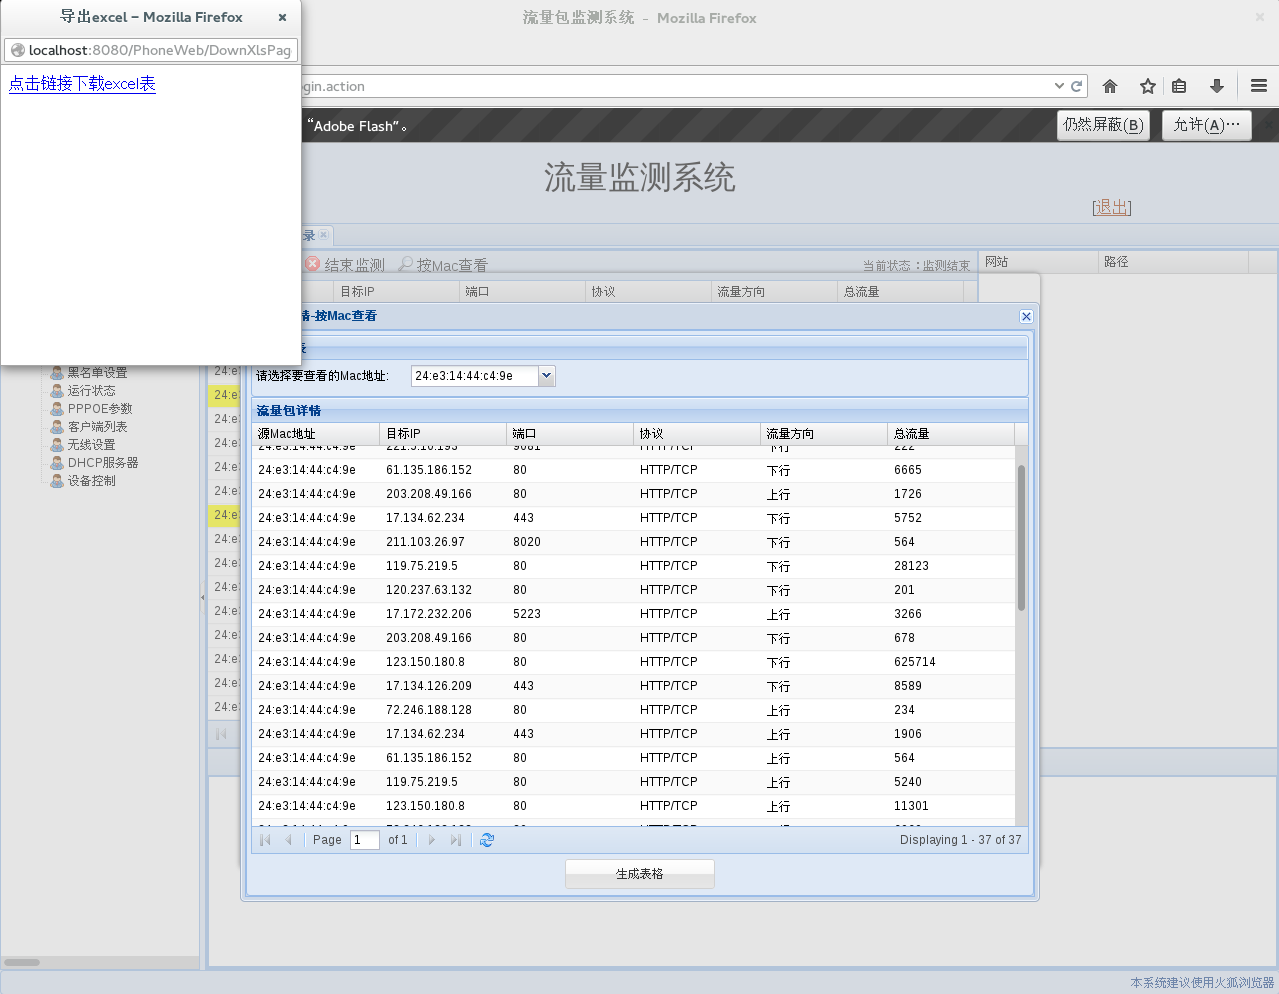 导出excel - Mozilla Firefox
localhost:8080/PhoneWeb/DownXlsPag
点击链接下载excel表
流量包监测系统 - Mozilla Firefox
gin.action
“Adobe Flash”。
仍然屏蔽(B)
允许(A)…
流量监测系统
[退出]
录
结束监测
按Mac查看
当前状态：监测结束
网站
路径
目标IP
端口
协议
流量方向
总流量
黑名单设置
运行状态
PPPOE参数
客户端列表
无线设置
DHCP服务器
设备控制
情-按Mac查看
请选择要查看的Mac地址: 24:e3:14:44:c4:9e
流量包详情
源Mac地址 目标IP 端口 协议 流量方向 总流量
24:e3:14:44:c4:9e 221.5.16.193 9081 HTTP/TCP 下行 222
24:e3:14:44:c4:9e 61.135.186.152 80 HTTP/TCP 下行 6665
24:e3:14:44:c4:9e 203.208.49.166 80 HTTP/TCP 上行 1726
24:e3:14:44:c4:9e 17.134.62.234 443 HTTP/TCP 下行 5752
24:e3:14:44:c4:9e 211.103.26.97 8020 HTTP/TCP 下行 564
24:e3:14:44:c4:9e 119.75.219.5 80 HTTP/TCP 下行 28123
24:e3:14:44:c4:9e 120.237.63.132 80 HTTP/TCP 下行 201
24:e3:14:44:c4:9e 17.172.232.206 5223 HTTP/TCP 上行 3266
24:e3:14:44:c4:9e 203.208.49.166 80 HTTP/TCP 下行 678
24:e3:14:44:c4:9e 123.150.180.8 80 HTTP/TCP 下行 625714
24:e3:14:44:c4:9e 17.134.126.209 443 HTTP/TCP 下行 8589
24:e3:14:44:c4:9e 72.246.188.128 80 HTTP/TCP 上行 234
24:e3:14:44:c4:9e 17.134.62.234 443 HTTP/TCP 上行 1906
24:e3:14:44:c4:9e 61.135.186.152 80 HTTP/TCP 上行 564
24:e3:14:44:c4:9e 119.75.219.5 80 HTTP/TCP 上行 5240
24:e3:14:44:c4:9e 123.150.180.8 80 HTTP/TCP 上行 11301
Page 1 of 1
Displaying 1 - 37 of 37
生成表格
本系统建议使用火狐浏览器